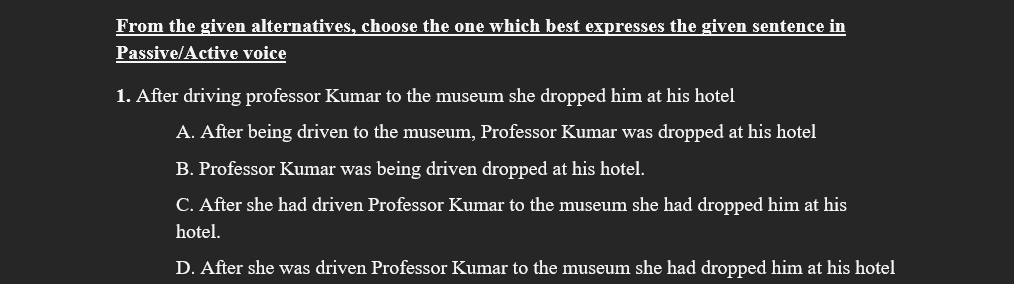 From the given alternatives, choose the one which best expresses the given sentence in
Passive/Active voice
1. After driving professor Kumar to the museum she dropped him at his hotel
A. After being driven to the museum, Professor Kumar was dropped at his hotel
B. Professor Kumar was being driven dropped at his hotel.
C. After she had driven Professor Kumar to the museum she had dropped him at his
hotel.
D. After she was driven Professor Kumar to the museum she had dropped him at his hotel